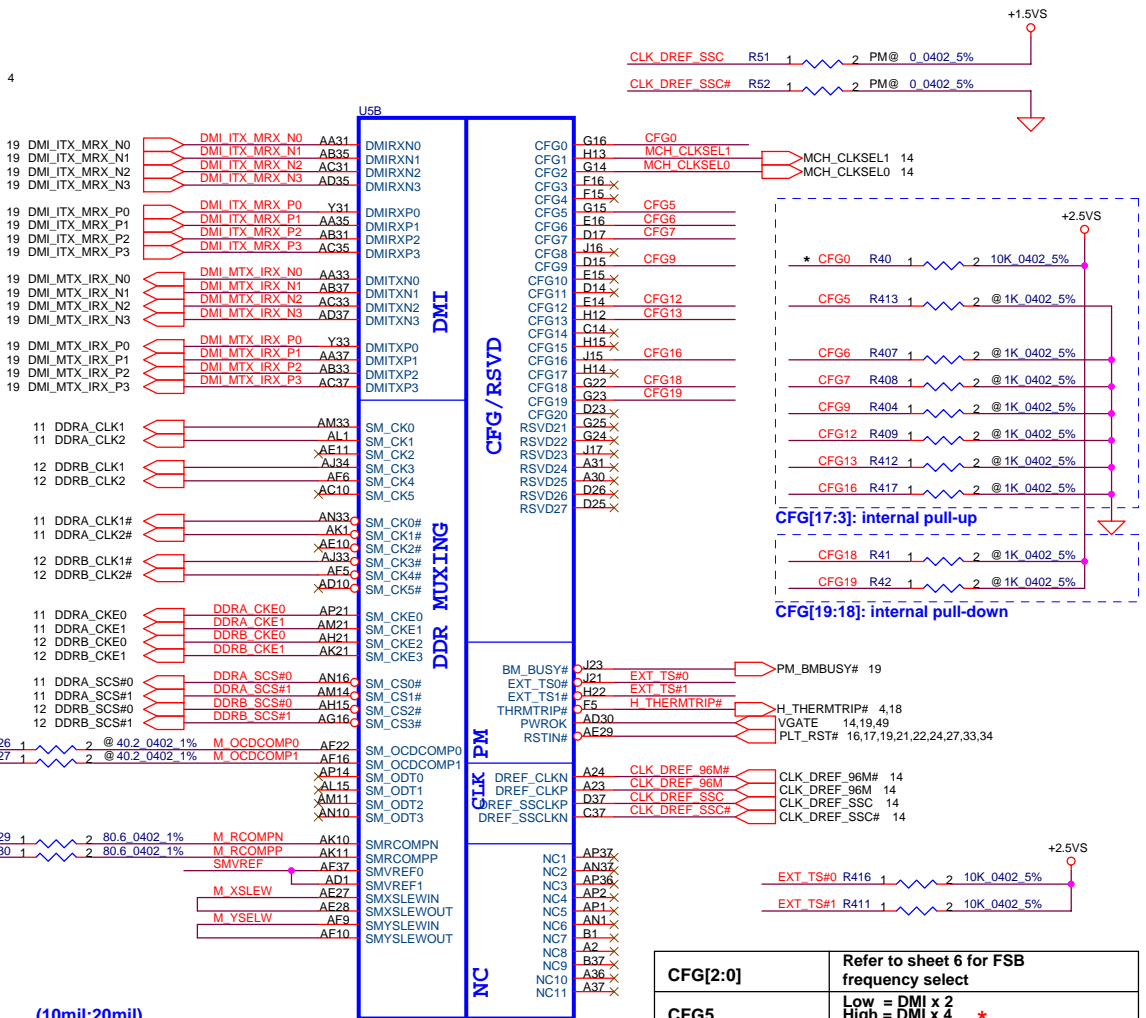 +1.5VS
CLK_DREF_SSC R51 1 2 PM@ 0_0402_5%
CLK_DREF_SSC# R52 1 2 PM@ 0_0402_5%
4
U5B
19 DMI_ITX_MRX_N0 DMI_ITX_MRX_N0 AA31 DMIRXN0
19 DMI_ITX_MRX_N1 DMI_ITX_MRX_N1 AB35 DMIRXN1
19 DMI_ITX_MRX_N2 DMI_ITX_MRX_N2 AC31 DMIRXN2
19 DMI_ITX_MRX_N3 DMI_ITX_MRX_N3 AD35 DMIRXN3
19 DMI_ITX_MRX_P0 DMI_ITX_MRX_P0 Y31 DMIRXP0
19 DMI_ITX_MRX_P1 DMI_ITX_MRX_P1 AA35 DMIRXP1
19 DMI_ITX_MRX_P2 DMI_ITX_MRX_P2 AB31 DMIRXP2
19 DMI_ITX_MRX_P3 DMI_ITX_MRX_P3 AC35 DMIRXP3
19 DMI_MTX_IRX_N0 DMI_MTX_IRX_N0 AA33 DMITXN0
19 DMI_MTX_IRX_N1 DMI_MTX_IRX_N1 AB37 DMITXN1
19 DMI_MTX_IRX_N2 DMI_MTX_IRX_N2 AC33 DMITXN2
19 DMI_MTX_IRX_N3 DMI_MTX_IRX_N3 AD37 DMITXN3
19 DMI_MTX_IRX_P0 DMI_MTX_IRX_P0 Y33 DMITXP0
19 DMI_MTX_IRX_P1 DMI_MTX_IRX_P1 AA37 DMITXP1
19 DMI_MTX_IRX_P2 DMI_MTX_IRX_P2 AB33 DMITXP2
19 DMI_MTX_IRX_P3 DMI_MTX_IRX_P3 AC37 DMITXP3
DMI
11 DDRA_CLK1 AM33 SM_CK0
11 DDRA_CLK2 AL1 SM_CK1
AE11 SM_CK2
12 DDRB_CLK1 AJ34 SM_CK3
12 DDRB_CLK2 AF6 SM_CK4
AC10 SM_CK5
11 DDRA_CLK1# AN33 SM_CK0#
11 DDRA_CLK2# AK1 SM_CK1#
AE10 SM_CK2#
12 DDRB_CLK1# AJ33 SM_CK3#
12 DDRB_CLK2# AF5 SM_CK4#
AD10 SM_CK5#
11 DDRA_CKE0 DDRA_CKE0 AP21 SM_CKE0
11 DDRA_CKE1 DDRA_CKE1 AM21 SM_CKE1
12 DDRB_CKE0 DDRB_CKE0 AH21 SM_CKE2
12 DDRB_CKE1 DDRB_CKE1 AK21 SM_CKE3
11 DDRA_SCS#0 DDRA_SCS#0 AN16 SM_CS0#
11 DDRA_SCS#1 DDRA_SCS#1 AM14 SM_CS1#
12 DDRB_SCS#0 DDRB_SCS#0 AH15 SM_CS2#
12 DDRB_SCS#1 DDRB_SCS#1 AG16 SM_CS3#
26 1 2 @ 40.2_0402_1% M_OCDCOMP0 AF22 SM_OCDCOMP0
27 1 2 @ 40.2_0402_1% M_OCDCOMP1 AF16 SM_OCDCOMP1
AP14 SM_ODT0
AL15 SM_ODT1
AM11 SM_ODT2
AN10 SM_ODT3
29 1 2 80.6_0402_1% M_RCOMPN AK10 SMRCOMPN
30 1 2 80.6_0402_1% M_RCOMPP AK11 SMRCOMPP
SMVREF AF37 SMVREF0
AD1 SMVREF1
M_XSLEW AE27 SMXSLEWIN
AE28 SMXSLEWOUT
M_YSELW AF9 SMYSLEWIN
AF10 SMYSLEWOUT
DDR MUXING
(10mil:20mil)
CFG/RSVD
CFG0 G16 CFG0
CFG1 H13 MCH_CLKSEL1 MCH_CLKSEL1 14
CFG2 G14 MCH_CLKSEL0 MCH_CLKSEL0 14
CFG3 F16
CFG4 F15
CFG5 G15 CFG5
CFG6 E16 CFG6
CFG7 D17 CFG7
CFG8 J16
CFG9 D15 CFG9
CFG10 E15
CFG11 D14
CFG12 E14 CFG12
CFG13 H12 CFG13
CFG14 C14
CFG15 H15
CFG16 J15 CFG16
CFG17 H14
CFG18 G22 CFG18
CFG19 G23 CFG19
CFG20 D23
RSVD21 G25
RSVD22 G24
RSVD23 J17
RSVD24 A31
RSVD25 A30
RSVD26 D26
RSVD27 D25
PM
BM_BUSY# J23 PM_BMBUSY# 19
EXT_TS0# J21 EXT_TS#0
EXT_TS1# H22 EXT_TS#1
THRMTRIP# F5 H_THERMTRIP# H_THERMTRIP# 4,18
PWROK AD30 VGATE 14,19,49
RSTIN# AE29 PLT_RST# 16,17,19,21,22,24,27,33,34
CLK
DREF_CLKN A24 CLK_DREF_96M# CLK_DREF_96M# 14
DREF_CLKP A23 CLK_DREF_96M CLK_DREF_96M 14
DREF_SSCLKP D37 CLK_DREF_SSC CLK_DREF_SSC 14
DREF_SSCLKN C37 CLK_DREF_SSC# CLK_DREF_SSC# 14
NC
NC1 AP37
NC2 AN37
NC3 AP36
NC4 AP2
NC5 AP1
NC6 AN1
NC7 B1
NC8 A2
NC9 B37
NC10 A36
NC11 A37
+2.5VS
* CFG0 R40 1 2 10K_0402_5%
CFG5 R413 1 2 @1K_0402_5%
CFG6 R407 1 2 @1K_0402_5%
CFG7 R408 1 2 @1K_0402_5%
CFG9 R404 1 2 @1K_0402_5%
CFG12 R409 1 2 @1K_0402_5%
CFG13 R412 1 2 @1K_0402_5%
CFG16 R417 1 2 @1K_0402_5%
CFG[17:3]: internal pull-up
CFG18 R41 1 2 @1K_0402_5%
CFG19 R42 1 2 @1K_0402_5%
CFG[19:18]: internal pull-down
+2.5VS
EXT_TS#0 R416 1 2 10K_0402_5%
EXT_TS#1 R411 1 2 10K_0402_5%
CFG[2:0] Refer to sheet 6 for FSB
frequency select
CFG5 Low = DMI x 2
High = DMI x 4 *